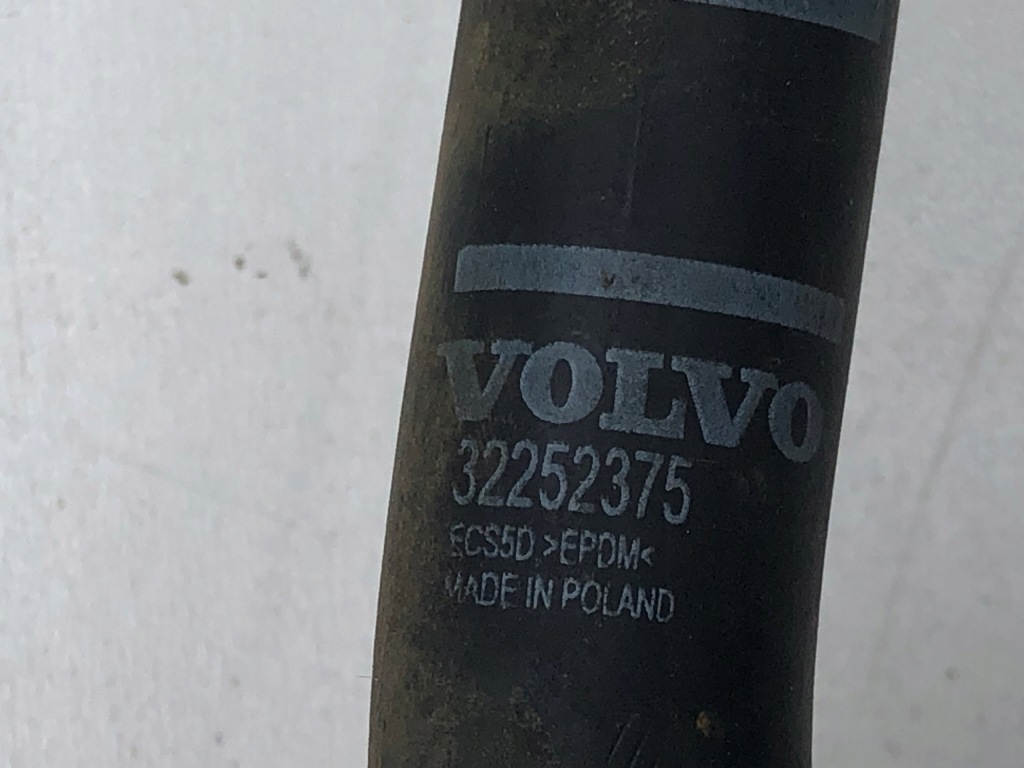 VOLVO
32252375
ECS5D >EPDM<
MADE IN POLAND